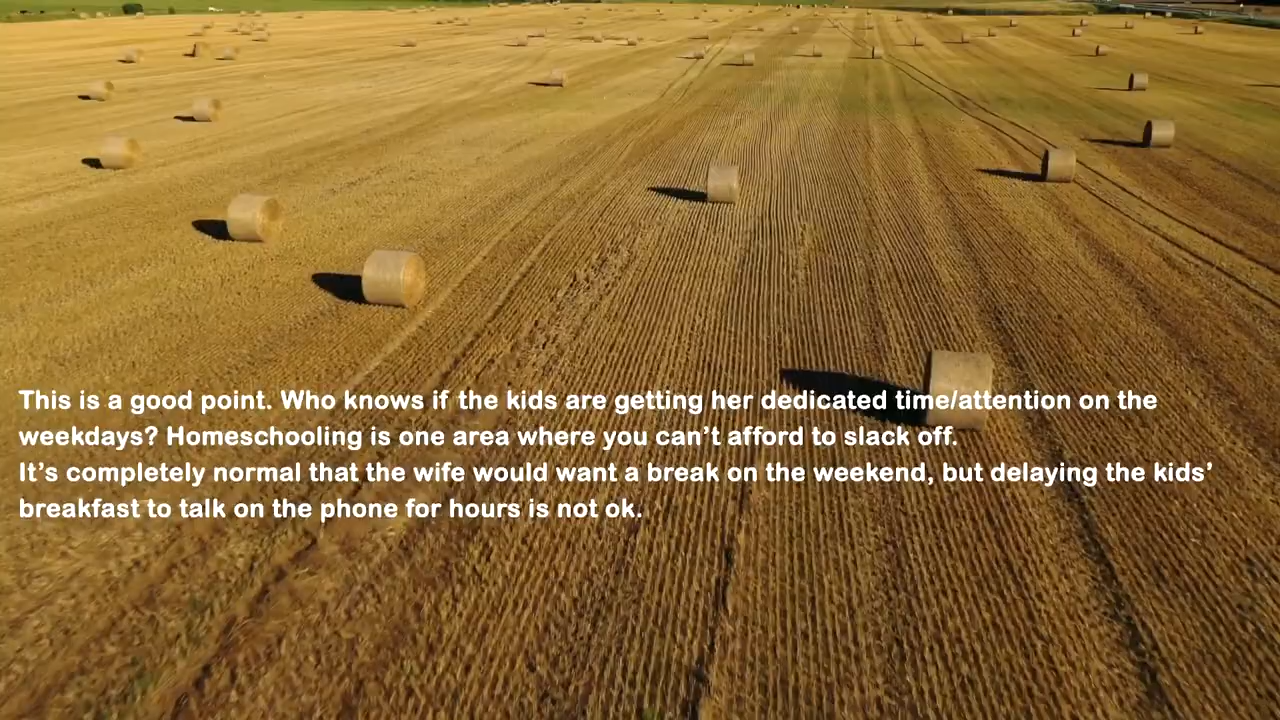 This is a good point. Who knows if the kids are getting her dedicated time/attention on the
weekdays? Homeschooling is one area where you can’t afford to slack off.
It’s completely normal that the wife would want a break on the weekend, but delaying the kids’
breakfast to talk on the phone for hours is not ok.